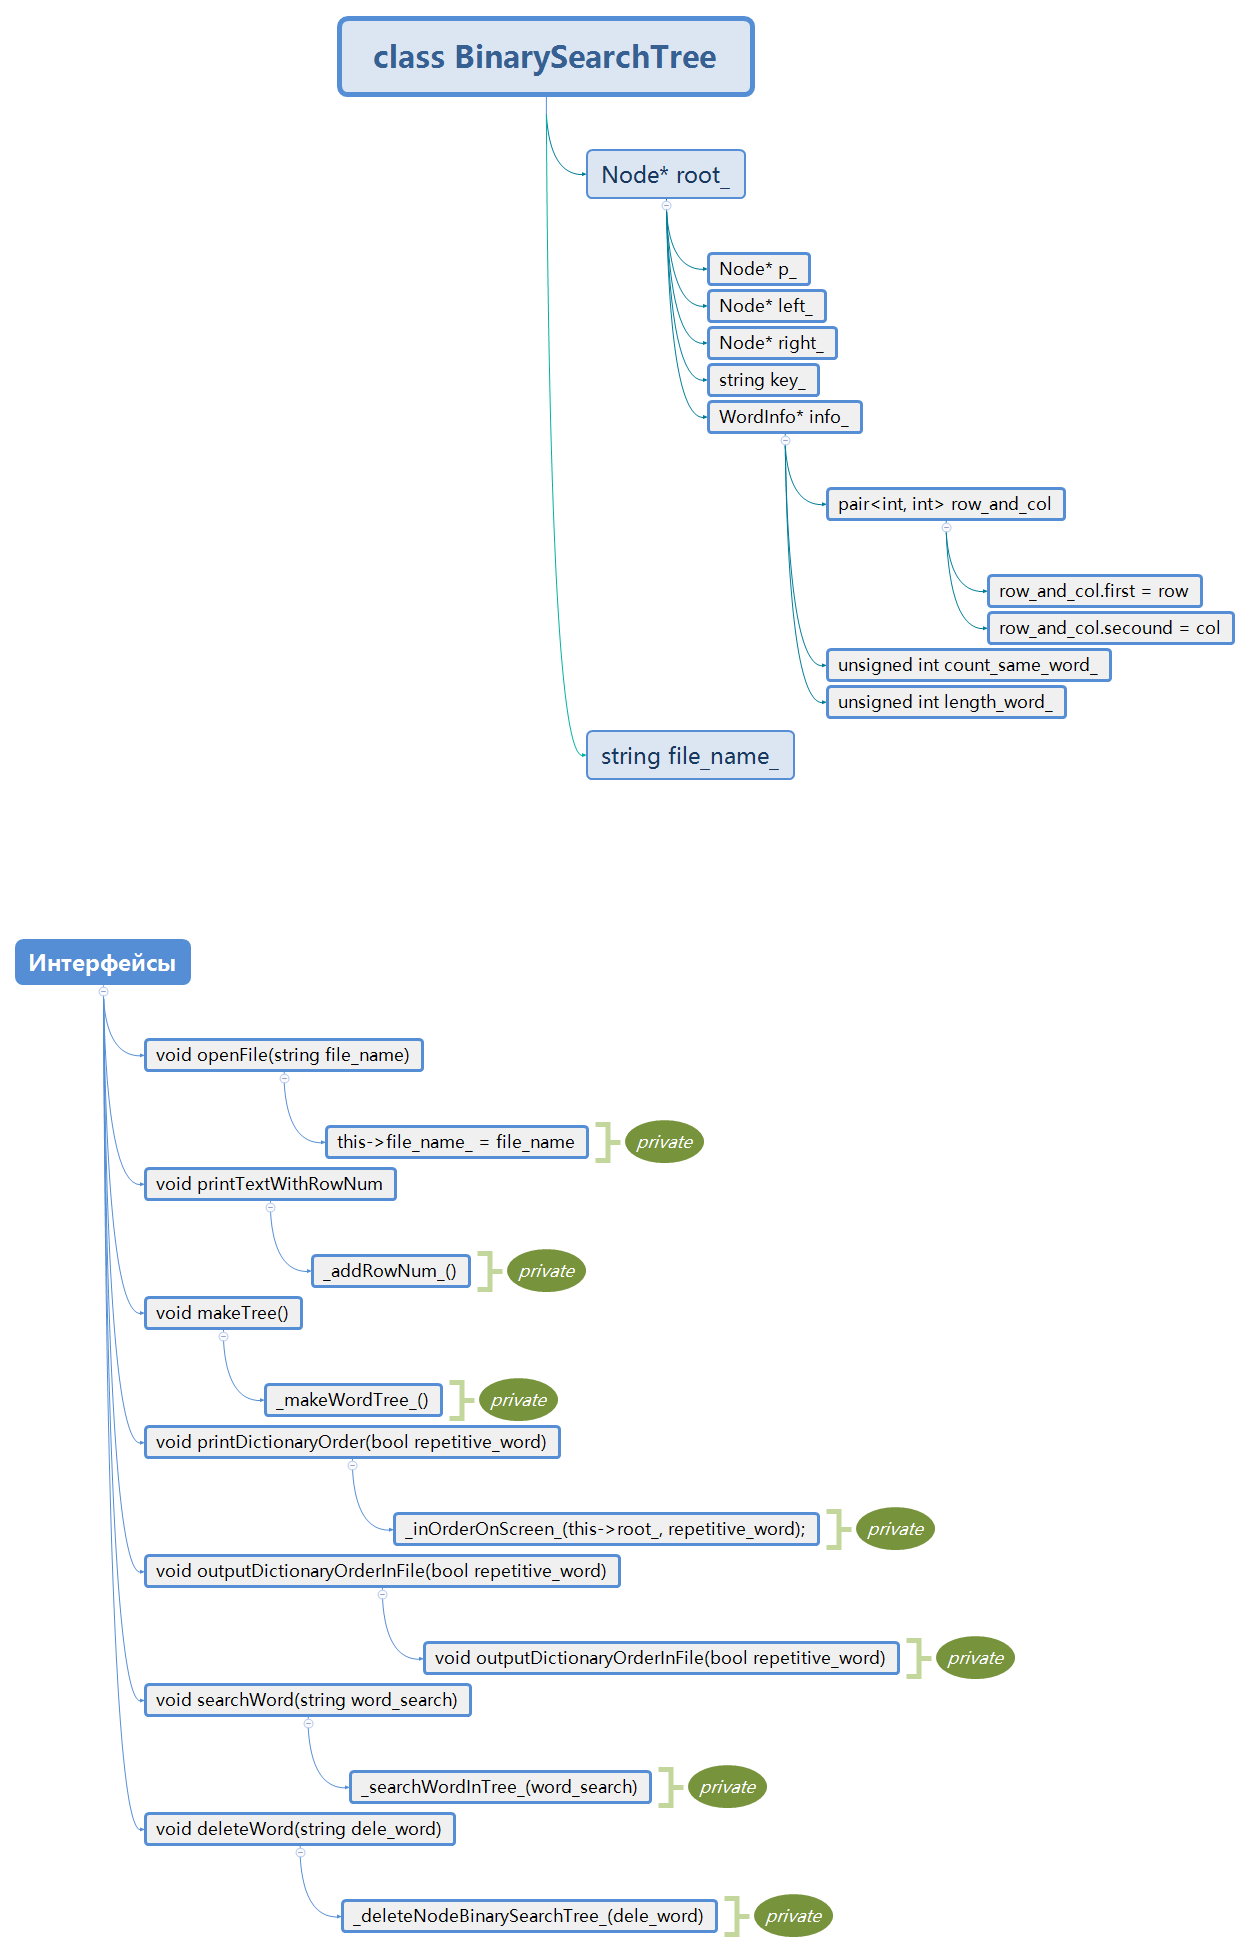 class BinarySearchTree
Node* root_
Node* p_
Node* left_
Node* right_
string key_
WordInfo* info_
pair<int, int> row_and_col
row_and_col.first = row
row_and_col.secound = col
unsigned int count_same_word_
unsigned int length_word_
string file_name_
Интерфейсы
void openFile(string file_name)
this->file_name_ = file_name
private
void printTextWithRowNum
_addRowNum_()
private
void makeTree()
_makeWordTree_()
private
void printDictionaryOrder(bool repetitive_word)
_inOrderOnScreen_(this->root_, repetitive_word);
private
void outputDictionaryOrderInFile(bool repetitive_word)
void outputDictionaryOrderInFile(bool repetitive_word)
private
void searchWord(string word_search)
_searchWordInTree_(word_search)
private
void deleteWord(string dele_word)
_deleteNodeBinarySearchTree_(dele_word)
private